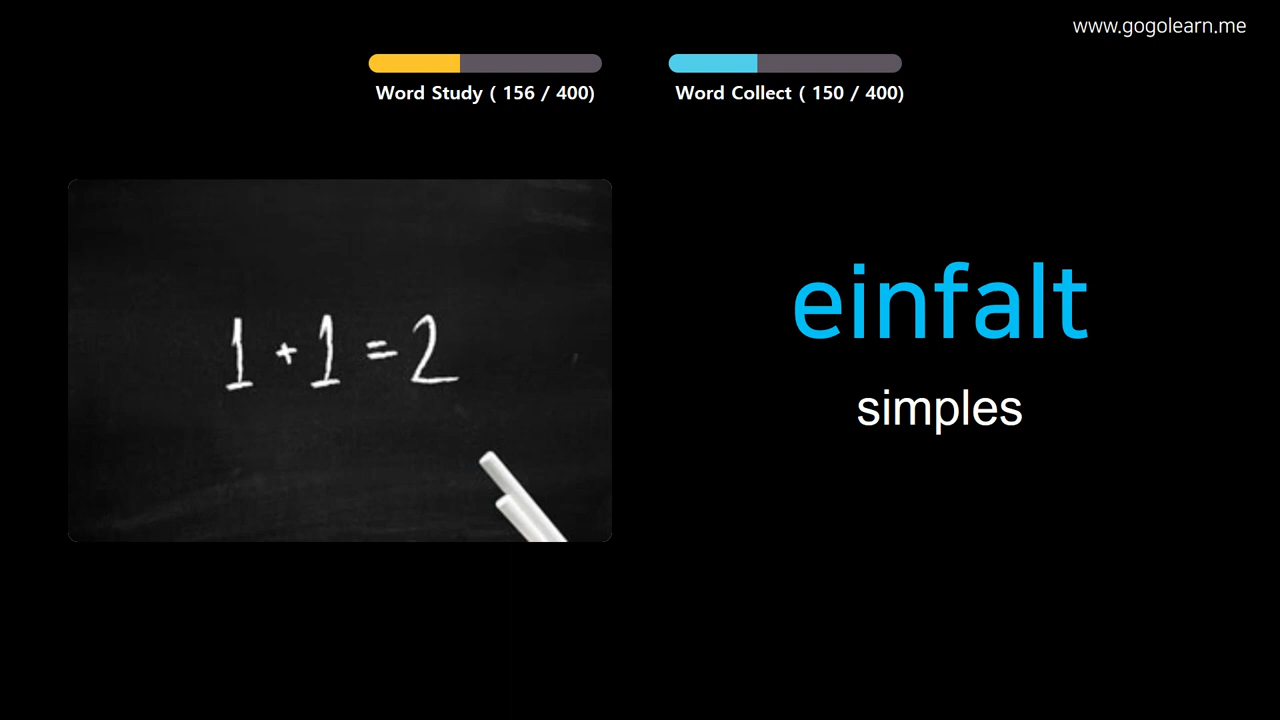 www.gogolearn.me
Word Study ( 156 / 400)
Word Collect ( 150 / 400)
1 + 1 = 2
einfalt
simples